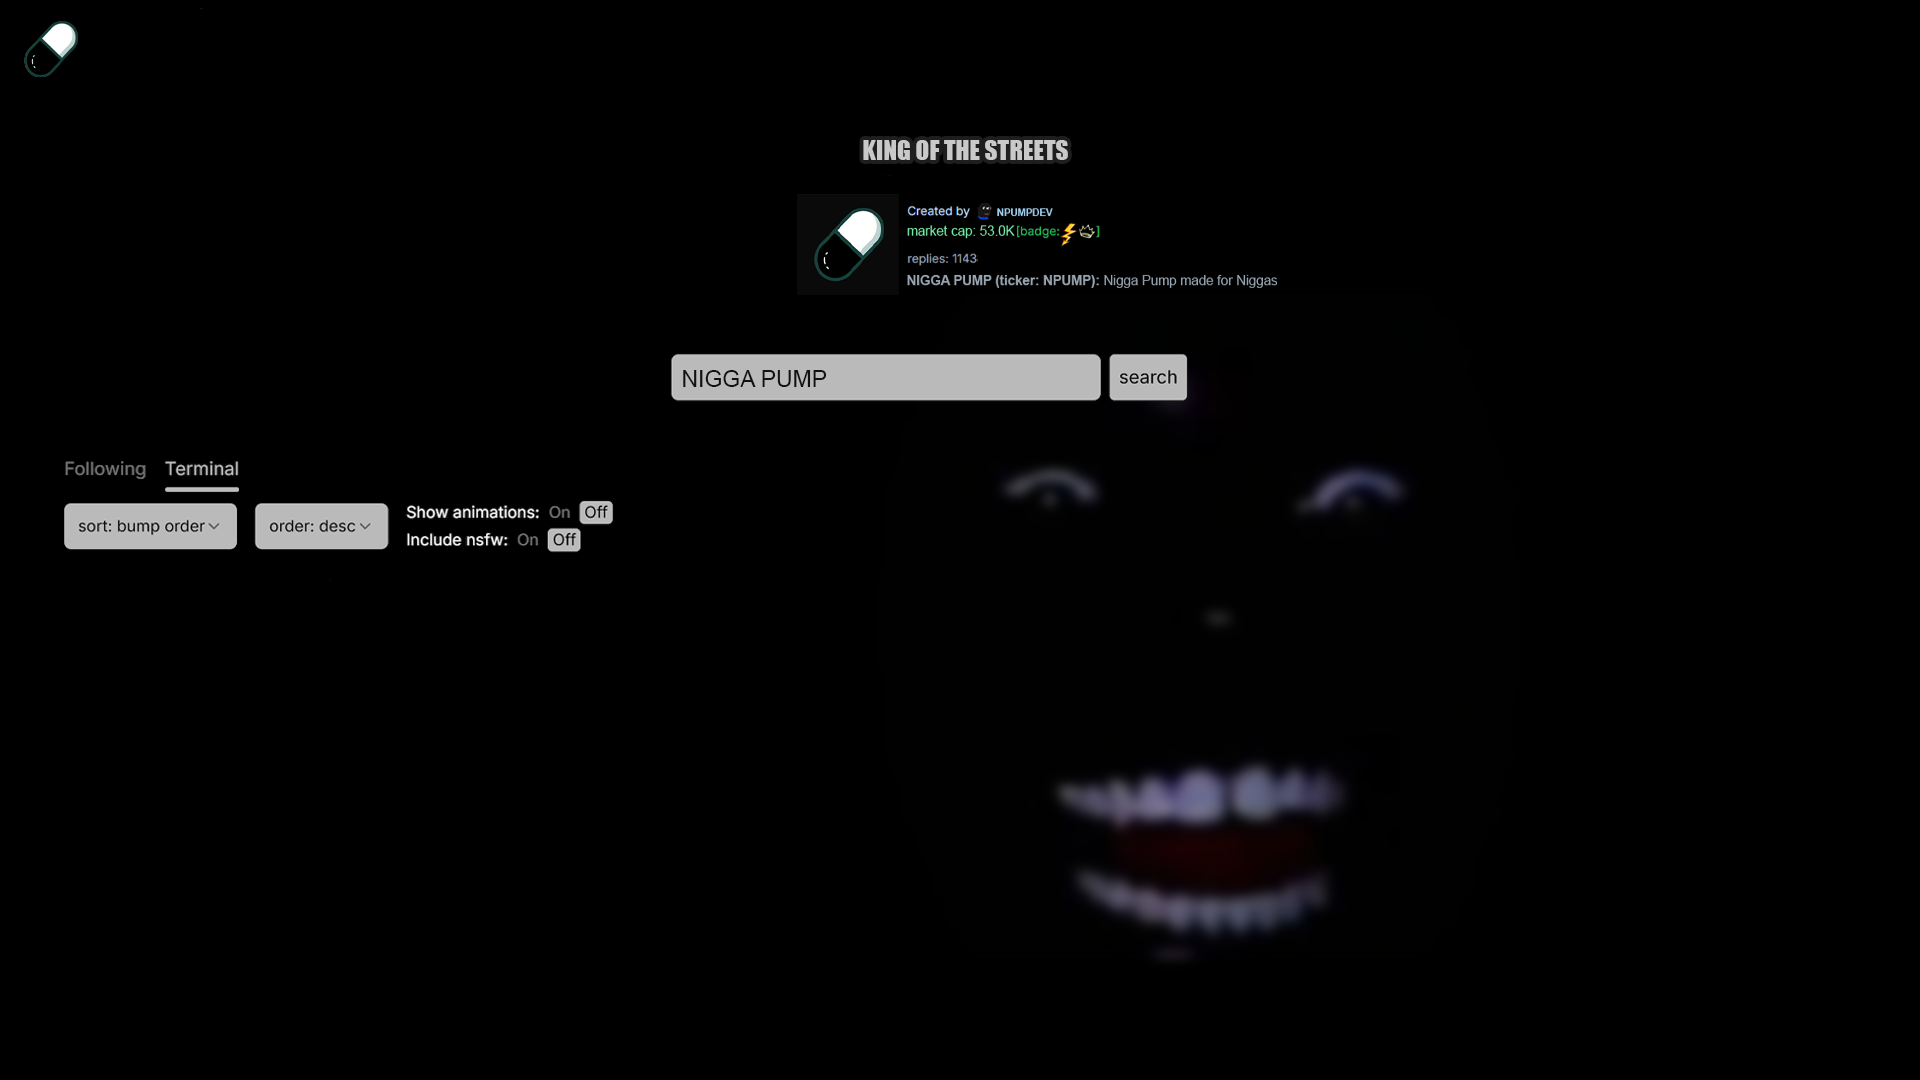 KING OF THE STREETS
Created by NPUMPDEV
market cap: 53.0K [badge: ]
replies: 1143
NIGGA PUMP (ticker: NPUMP): Nigga Pump made for Niggas
NIGGA PUMP
search
Following Terminal
sort: bump order
order: desc
Show animations: On Off
Include nsfw: On Off